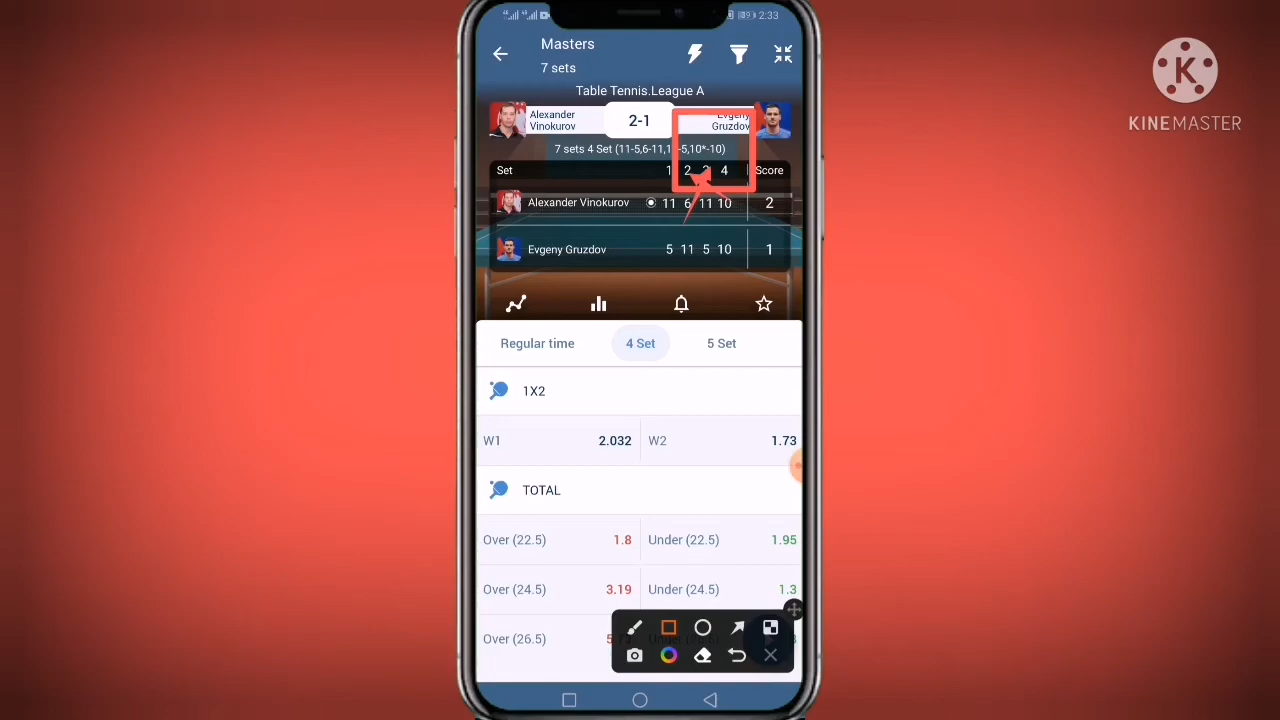 2:33
Masters
7 sets
Table Tennis.League A
Alexander
Vinokurov
2-1
Evgeny
Gruzdov
7 sets 4 Set (11-5,6-11,1 -5,10*-10)
Set 1 2 3 4 Score
Alexander Vinokurov 11 6 11 10 2
Evgeny Gruzdov 5 11 5 10 1
Regular time 4 Set 5 Set
1X2
W1 2.032 W2 1.73
TOTAL
Over (22.5) 1.8 Under (22.5) 1.95
Over (24.5) 3.19 Under (24.5) 1.3
Over (26.5)
K
KINEMASTER